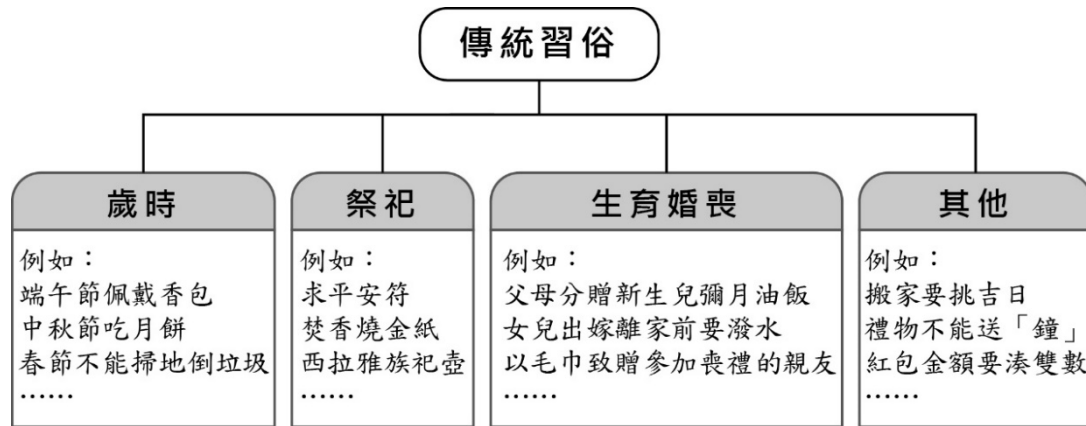 傳統習俗
歲時
例如：
端午節佩戴香包
中秋節吃月餅
春節不能掃地倒垃圾
……
祭祀
例如：
求平安符
焚香燒金紙
西拉雅族祀壺
……
生育婚喪
例如：
父母分贈新生兒彌月油飯
女兒出嫁離家前要潑水
以毛巾致贈參加喪禮的親友
……
其他
例如：
搬家要挑吉日
禮物不能送「鐘」
紅包金額要湊雙數
……